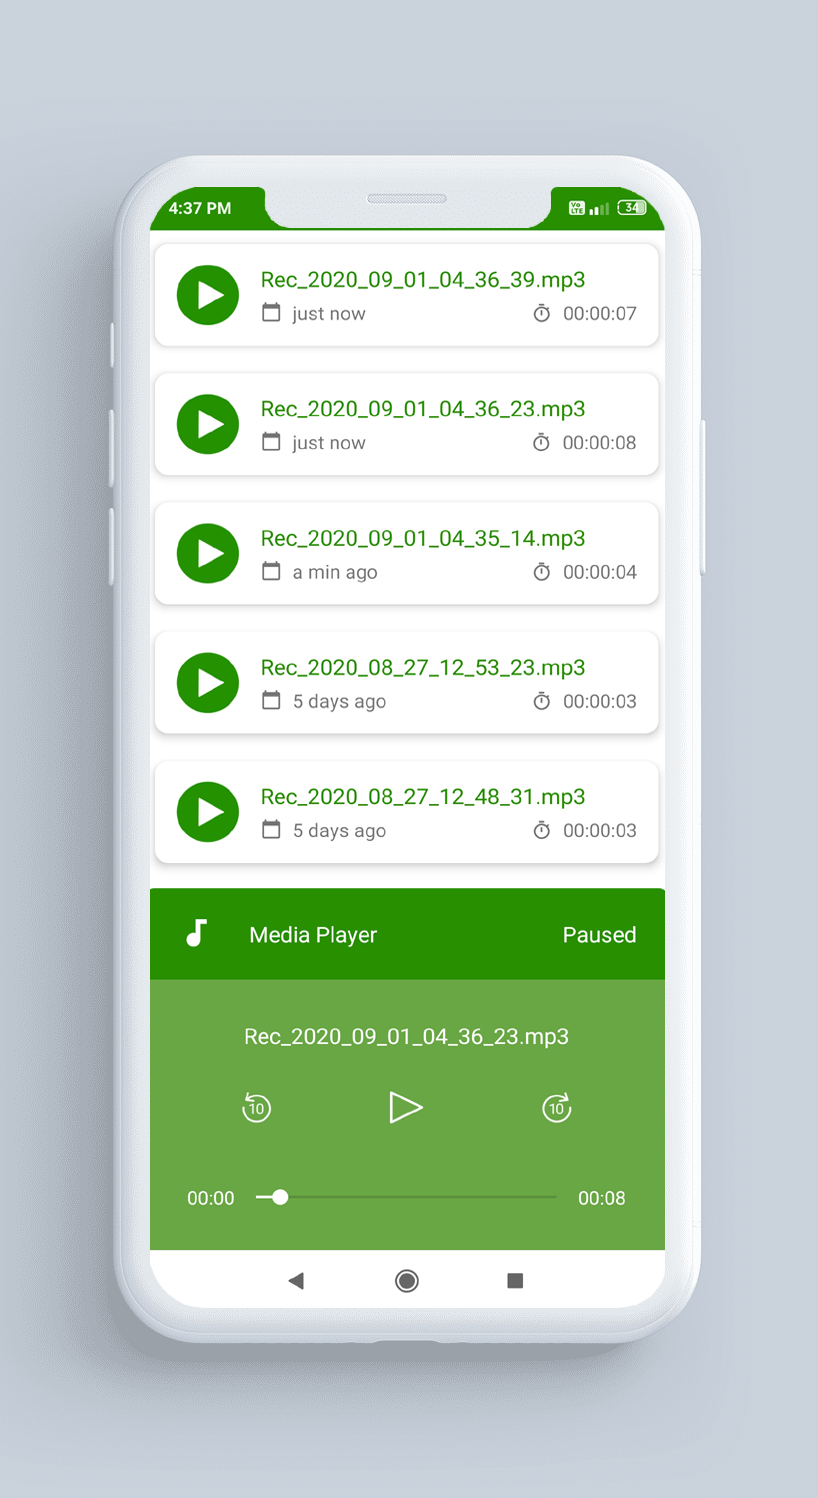 4:37 PM Vo LTE 34
Rec_2020_09_01_04_36_39.mp3
just now 00:00:07
Rec_2020_09_01_04_36_23.mp3
just now 00:00:08
Rec_2020_09_01_04_35_14.mp3
a min ago 00:00:04
Rec_2020_08_27_12_53_23.mp3
5 days ago 00:00:03
Rec_2020_08_27_12_48_31.mp3
5 days ago 00:00:03
Media Player Paused
Rec_2020_09_01_04_36_23.mp3
10 10
00:00 00:08